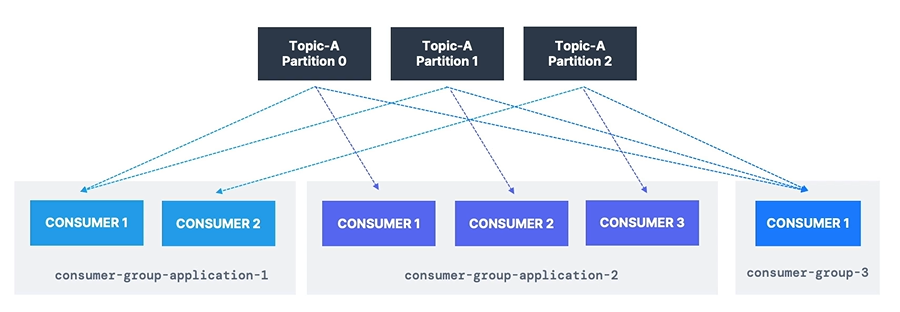 Topic-A
Partition 0
Topic-A
Partition 1
Topic-A
Partition 2
CONSUMER 1
CONSUMER 2
consumer-group-application-1
CONSUMER 1
CONSUMER 2
CONSUMER 3
consumer-group-application-2
CONSUMER 1
consumer-group-3